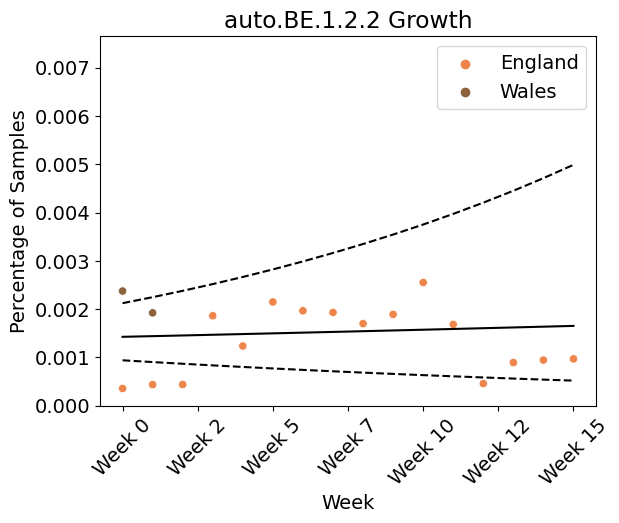 auto.BE.1.2.2 Growth
England
Wales
Percentage of Samples
0.007
0.006
0.005
0.004
0.003
0.002
0.001
0.000
Week 0
Week 2
Week 5
Week 7
Week 10
Week 12
Week 15
Week